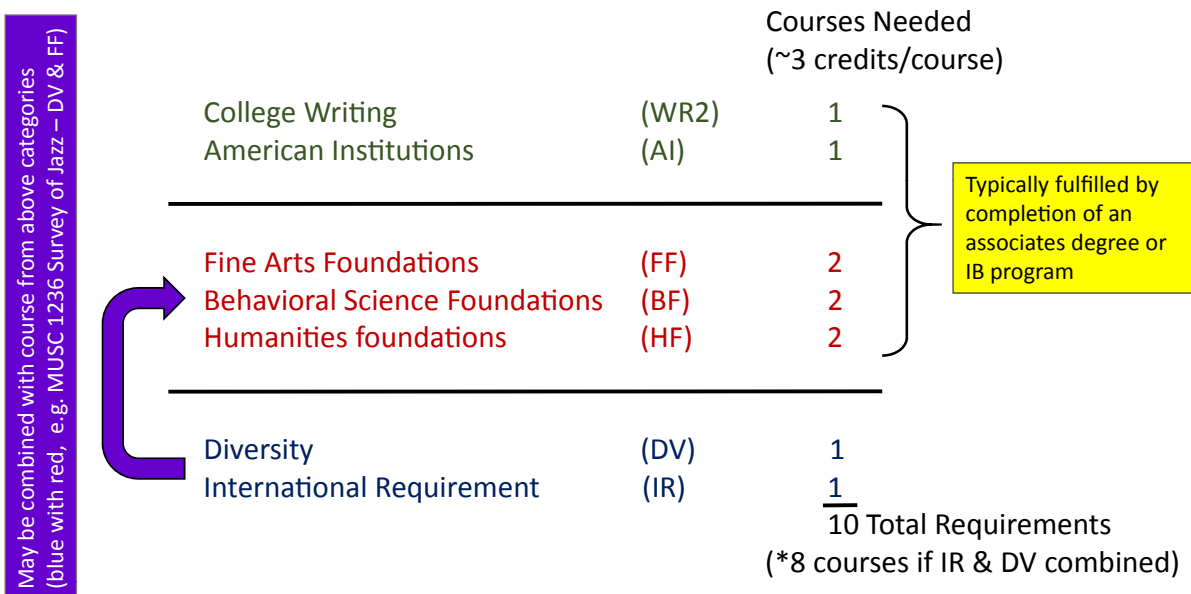 May be combined with course from above categories
(blue with red, e.g. MUSC 1236 Survey of Jazz – DV & FF)
Courses Needed
(~3 credits/course)
College Writing (WR2) 1
American Institutions (AI) 1
Typically fulfilled by
completion of an
associates degree or
IB program
Fine Arts Foundations (FF) 2
Behavioral Science Foundations (BF) 2
Humanities foundations (HF) 2
Diversity (DV) 1
International Requirement (IR) 1
10 Total Requirements
(*8 courses if IR & DV combined)